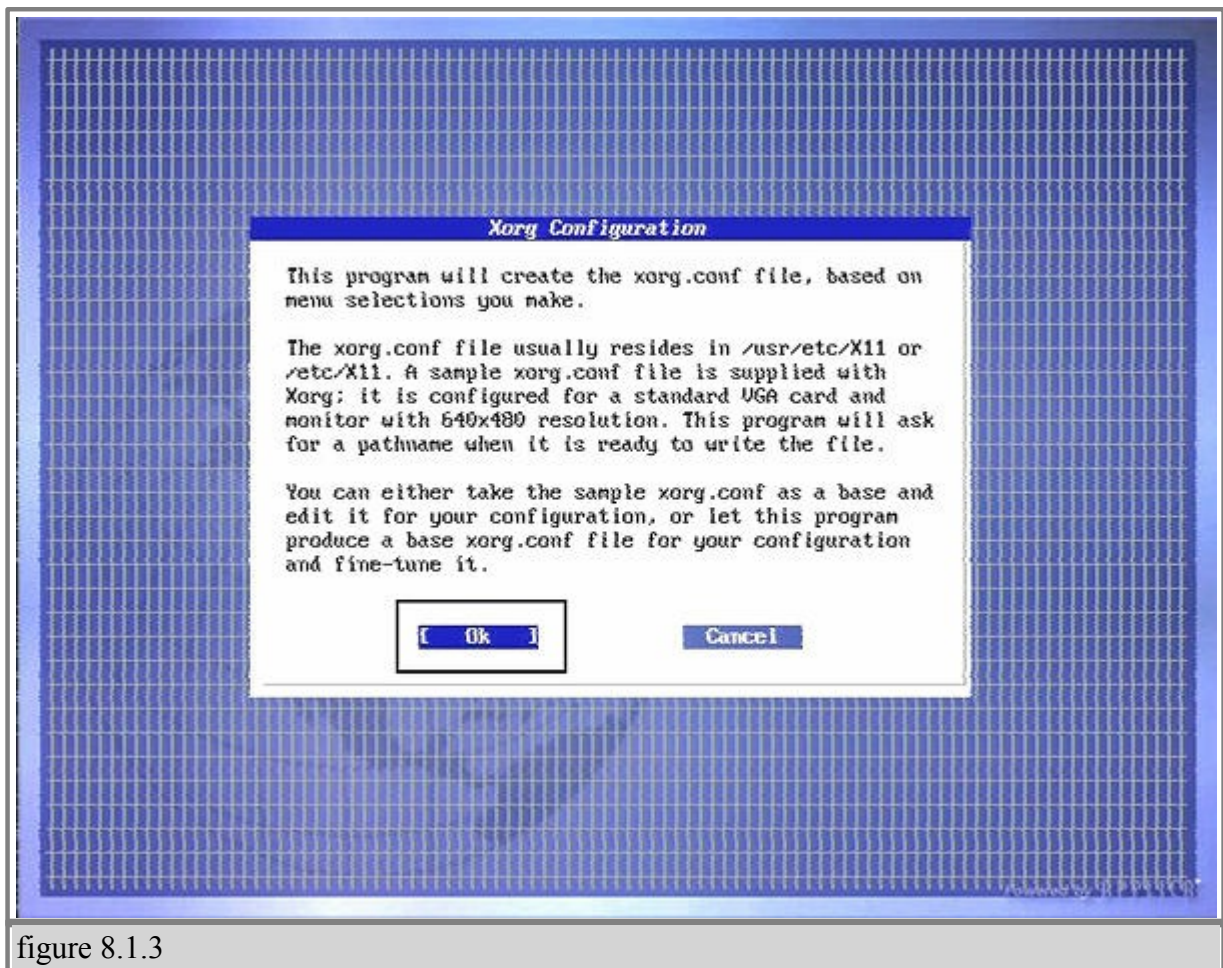 Xorg Configuration
This program will create the xorg.conf file, based on
menu selections you make.
The xorg.conf file usually resides in /usr/etc/X11 or
/etc/X11. A sample xorg.conf file is supplied with
Xorg; it is configured for a standard VGA card and
monitor with 640x480 resolution. This program will ask
for a pathname when it is ready to write the file.
You can either take the sample xorg.conf as a base and
edit it for your configuration, or let this program
produce a base xorg.conf file for your configuration
and fine-tune it.
[ Ok ] Cancel
Powered by
figure 8.1.3